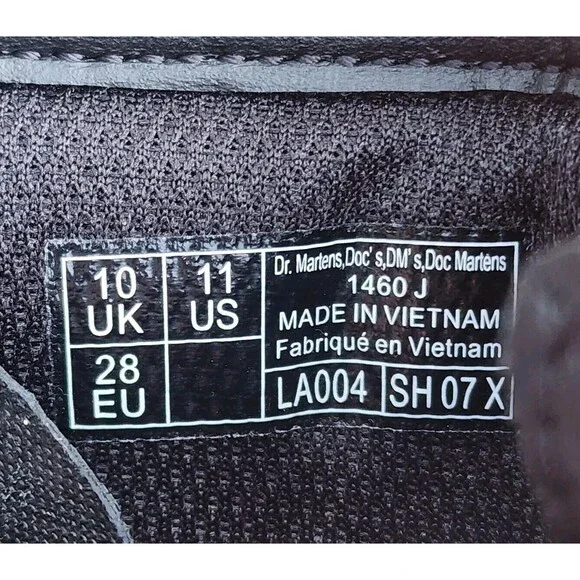 10 UK
11 US
28 EU
Dr. Martens,Doc's,DM's,Doc Martens
1460 J
MADE IN VIETNAM
Fabriqué en Vietnam
LA004 SH 07 X